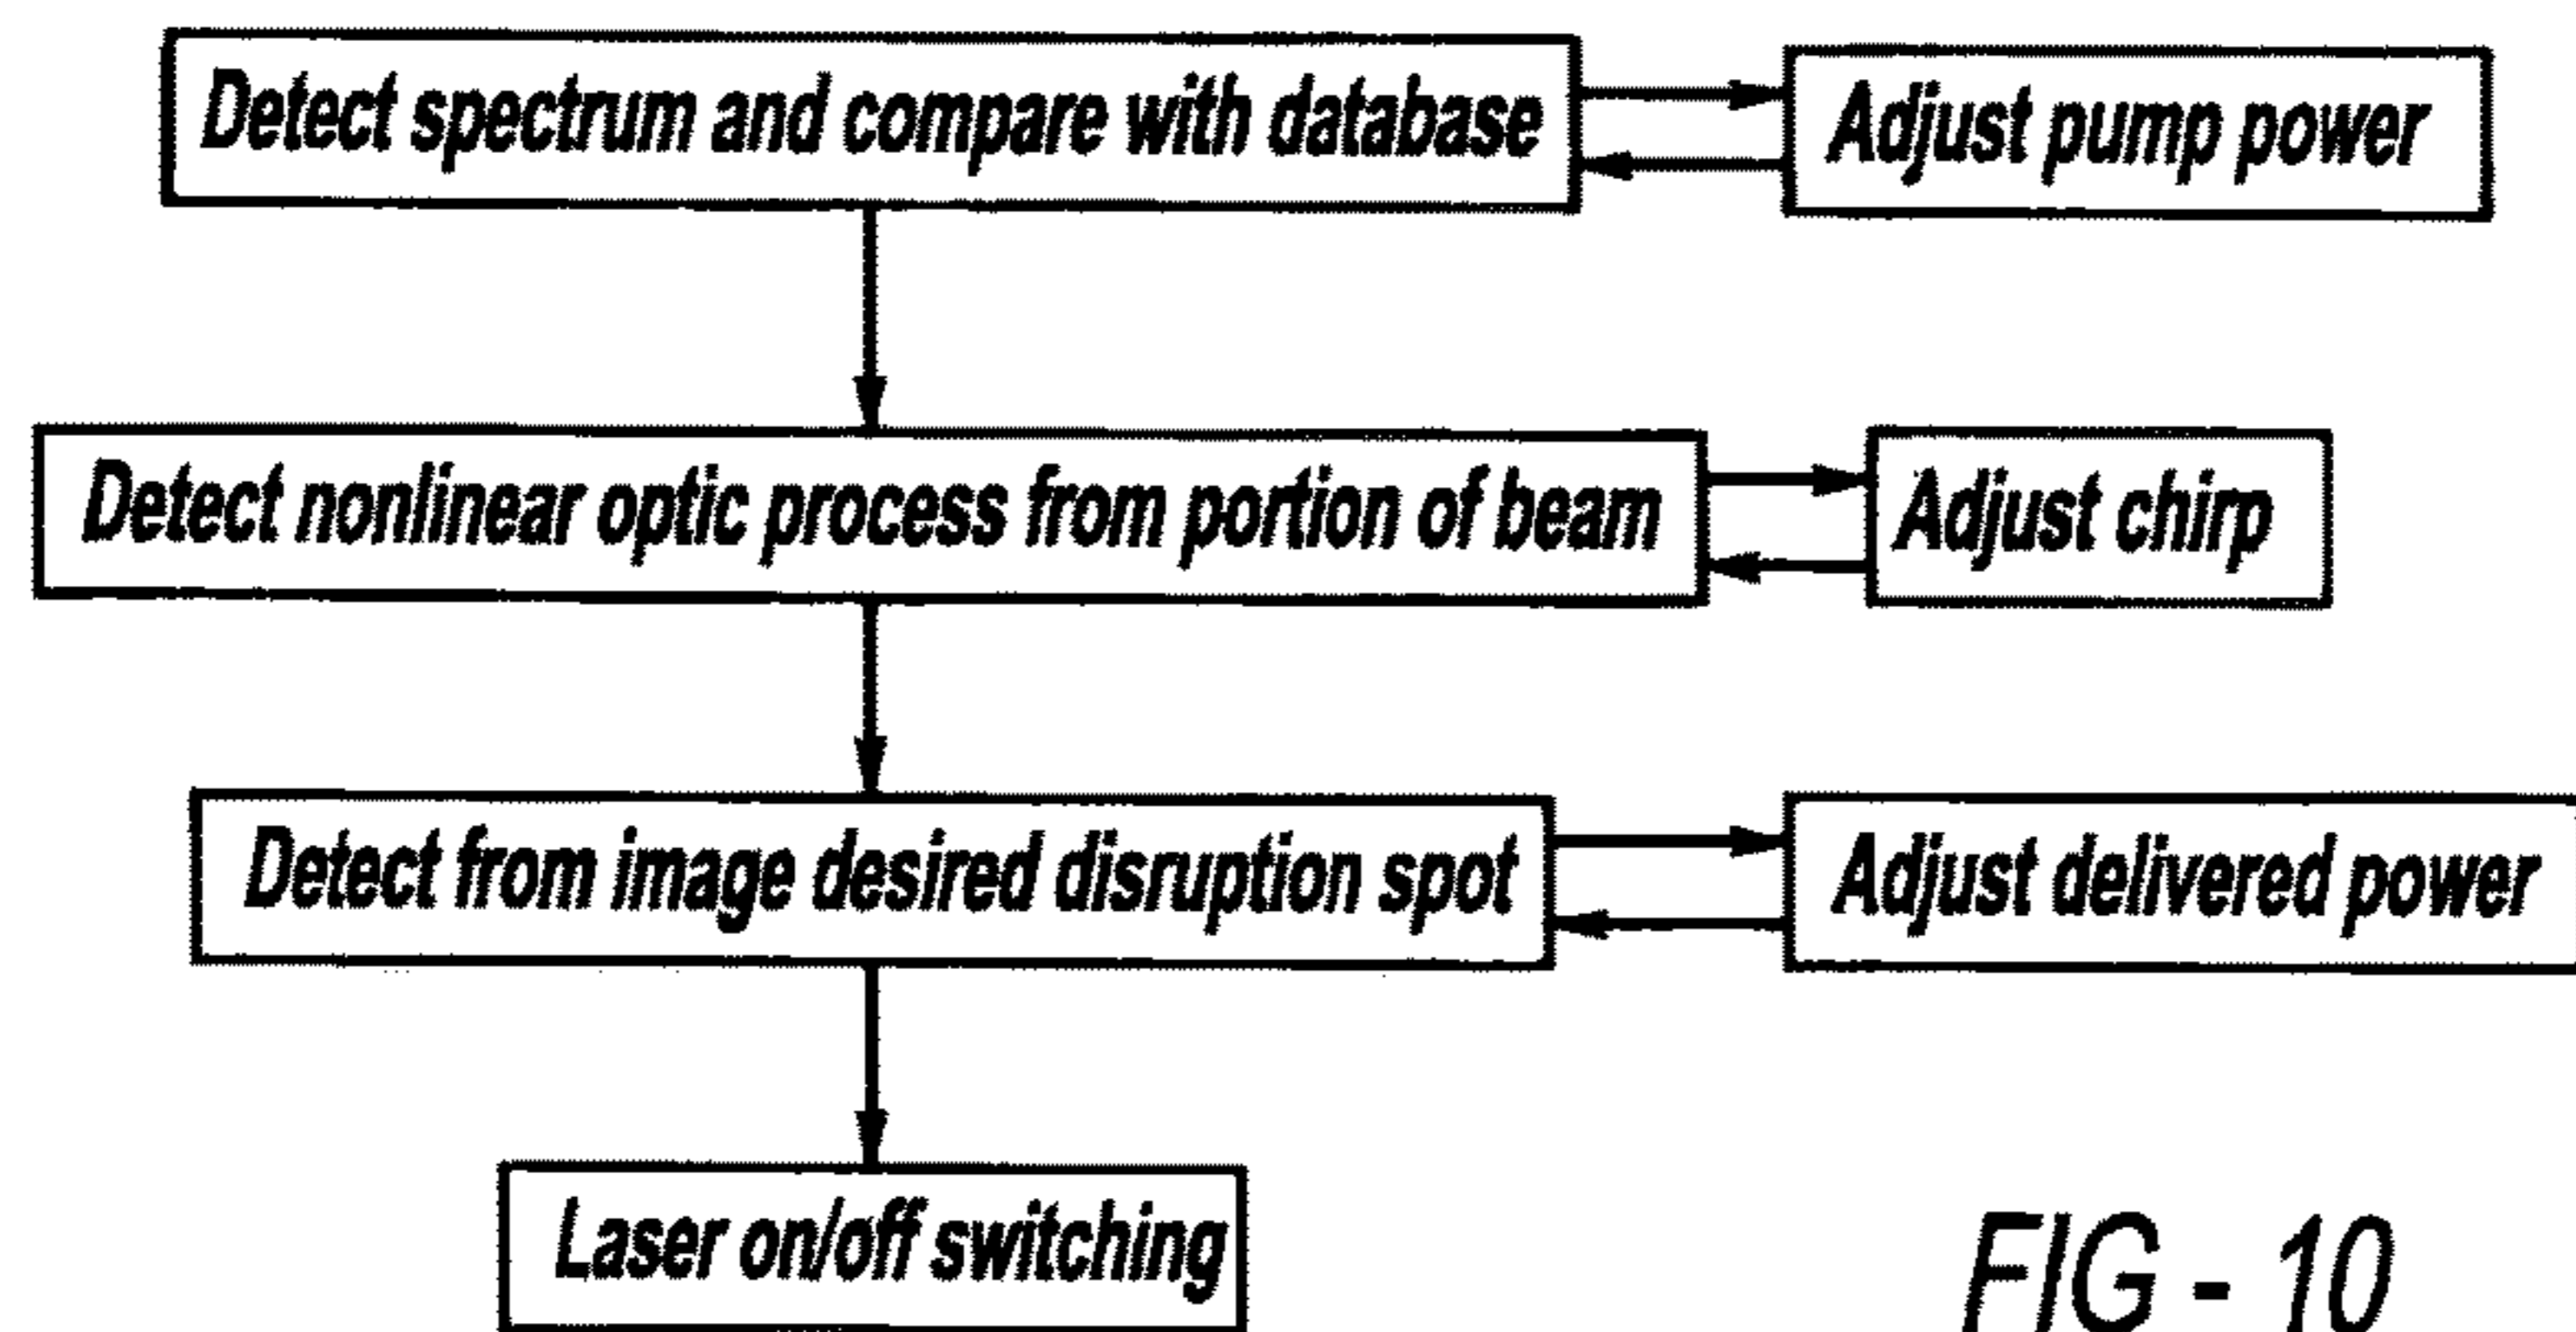 Detect spectrum and compare with database
Adjust pump power
Detect nonlinear optic process from portion of beam
Adjust chirp
Detect from image desired disruption spot
Adjust delivered power
Laser on/off switching
FIG - 10